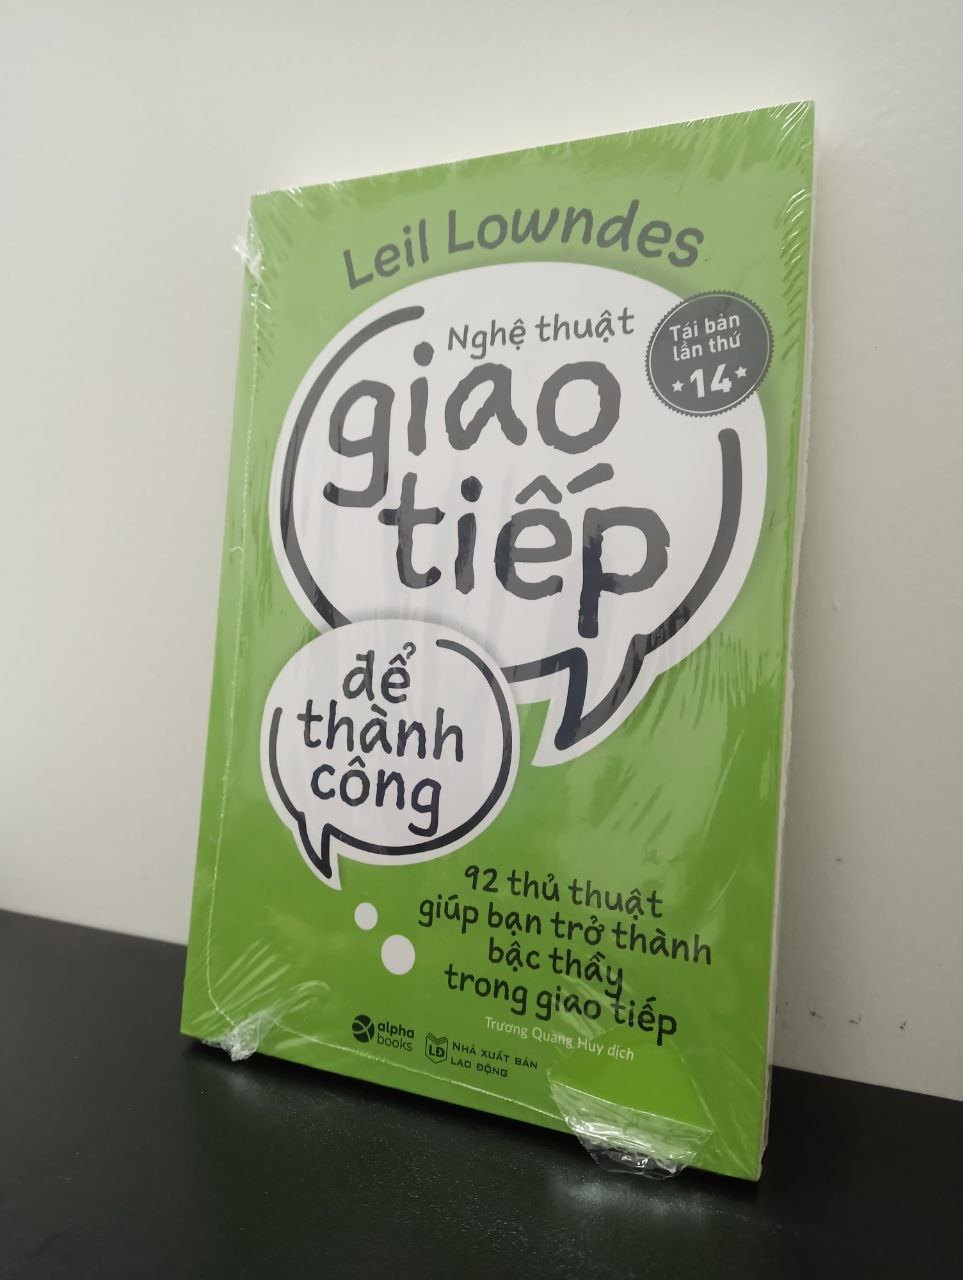 Leil Lowndes
Nghệ thuật
giao
tiếp
Tái bản
lần thứ
14
để
thành
công
92 thủ thuật
giúp bạn trở thành
bậc thầy
trong giao tiếp
Trương Quang Huy dịch
alpha
books
LĐ
NHÀ XUẤT BẢN
LAO ĐỘNG